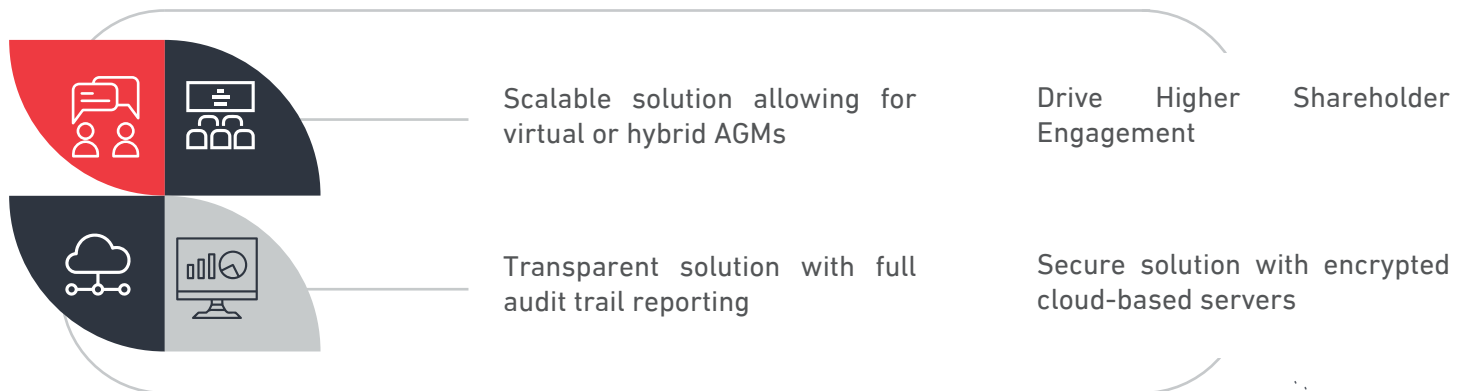 Scalable solution allowing for
virtual or hybrid AGMs
Drive Higher Shareholder
Engagement
Transparent solution with full
audit trail reporting
Secure solution with encrypted
cloud-based servers